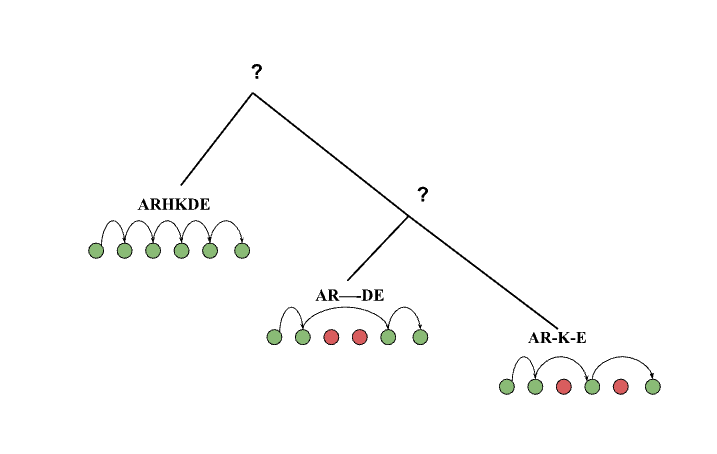 ?
?
ARHKDE
AR—-DE
AR-K-E